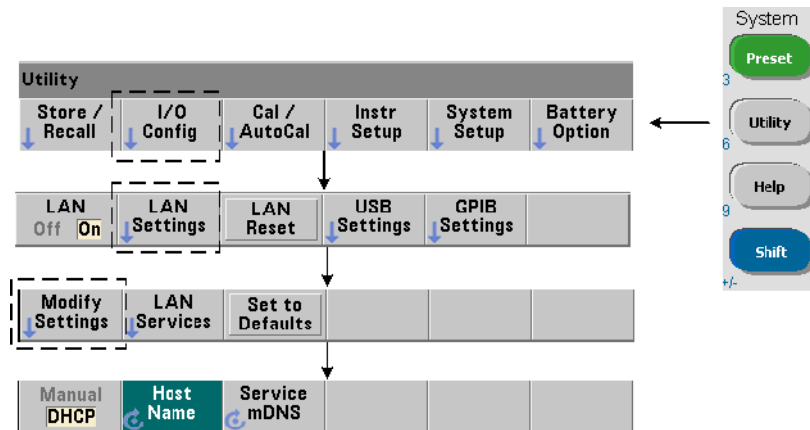 System
Preset
3
Utility
6
Help
9
Shift
+/-
Utility
Store / Recall
I/O Config
Cal / AutoCal
Instr Setup
System Setup
Battery Option
LAN Off On
LAN Settings
LAN Reset
USB Settings
GPIB Settings
Modify Settings
LAN Services
Set to Defaults
Manual DHCP
Host Name
Service mDNS